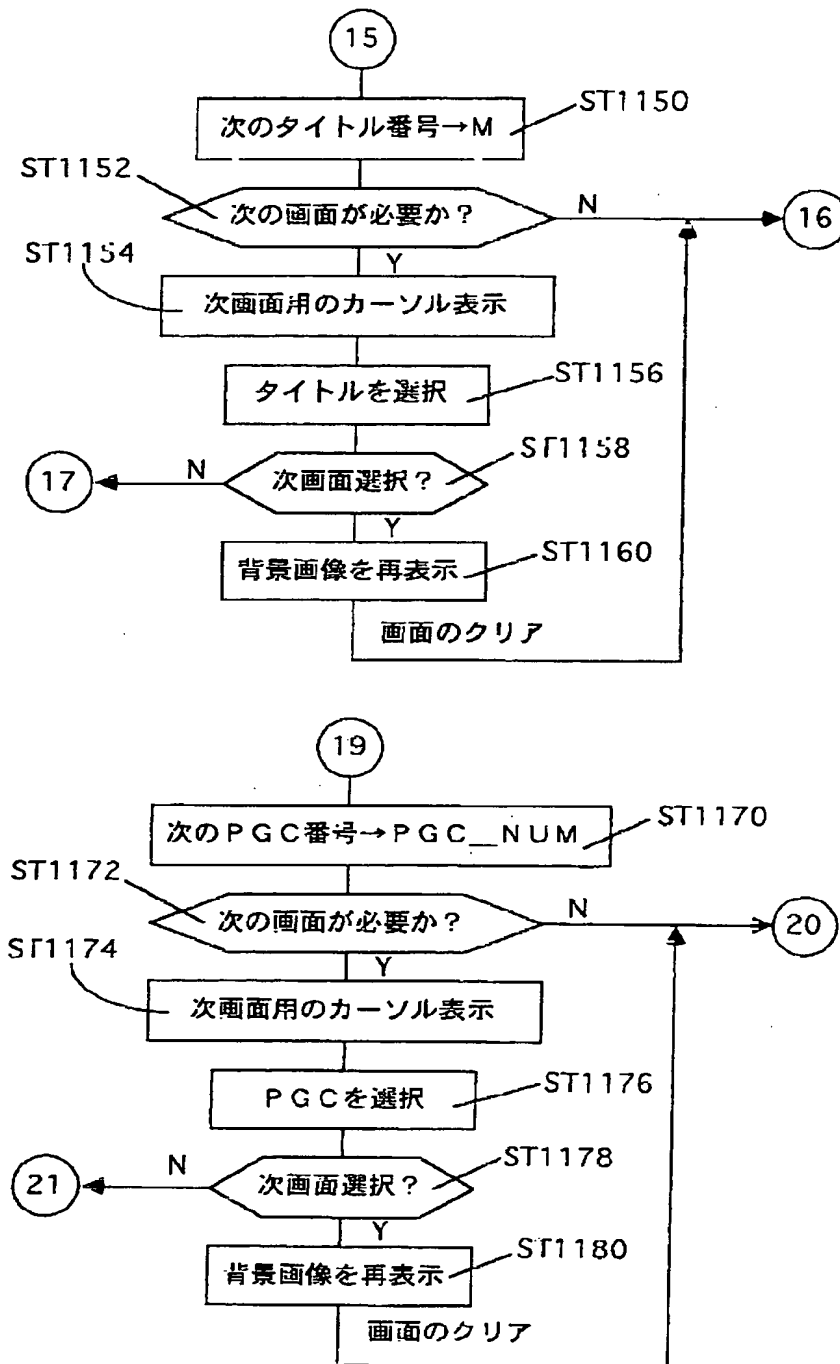 15
次のタイトル番号→M
ST1150
ST1152
次の画面が必要か？
N
16
Y
ST1154
次画面用のカーソル表示
タイトルを選択
ST1156
17
N
次画面選択？
ST1158
Y
背景画像を再表示
ST1160
画面のクリア
19
次のPGC番号→PGC__NUM
ST1170
ST1172
次の画面が必要か？
N
20
Y
ST1174
次画面用のカーソル表示
PGCを選択
ST1176
21
N
次画面選択？
ST1178
Y
背景画像を再表示
ST1180
画面のクリア